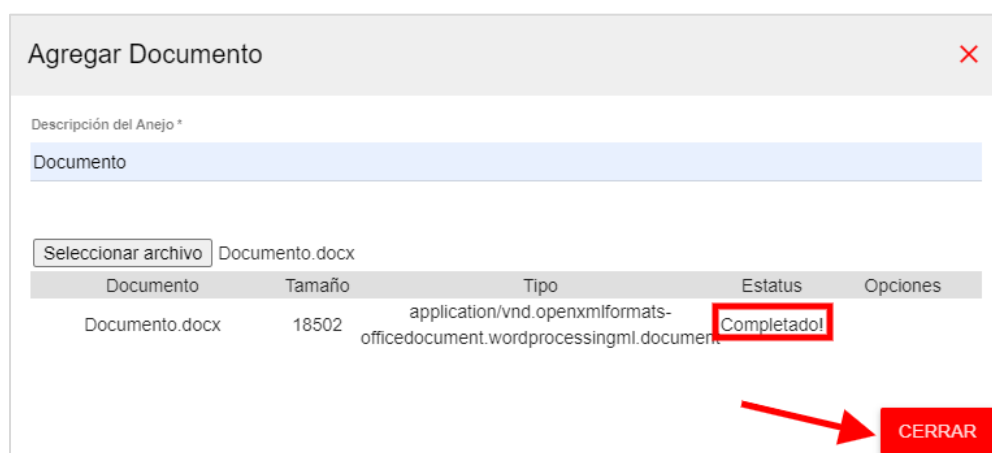 Agregar Documento
Descripción del Anejo *
Documento
Seleccionar archivo Documento.docx
Documento Tamaño Tipo Estatus Opciones
Documento.docx 18502 application/vnd.openxmlformats-
officedocument.wordprocessingml.document Completado!
CERRAR